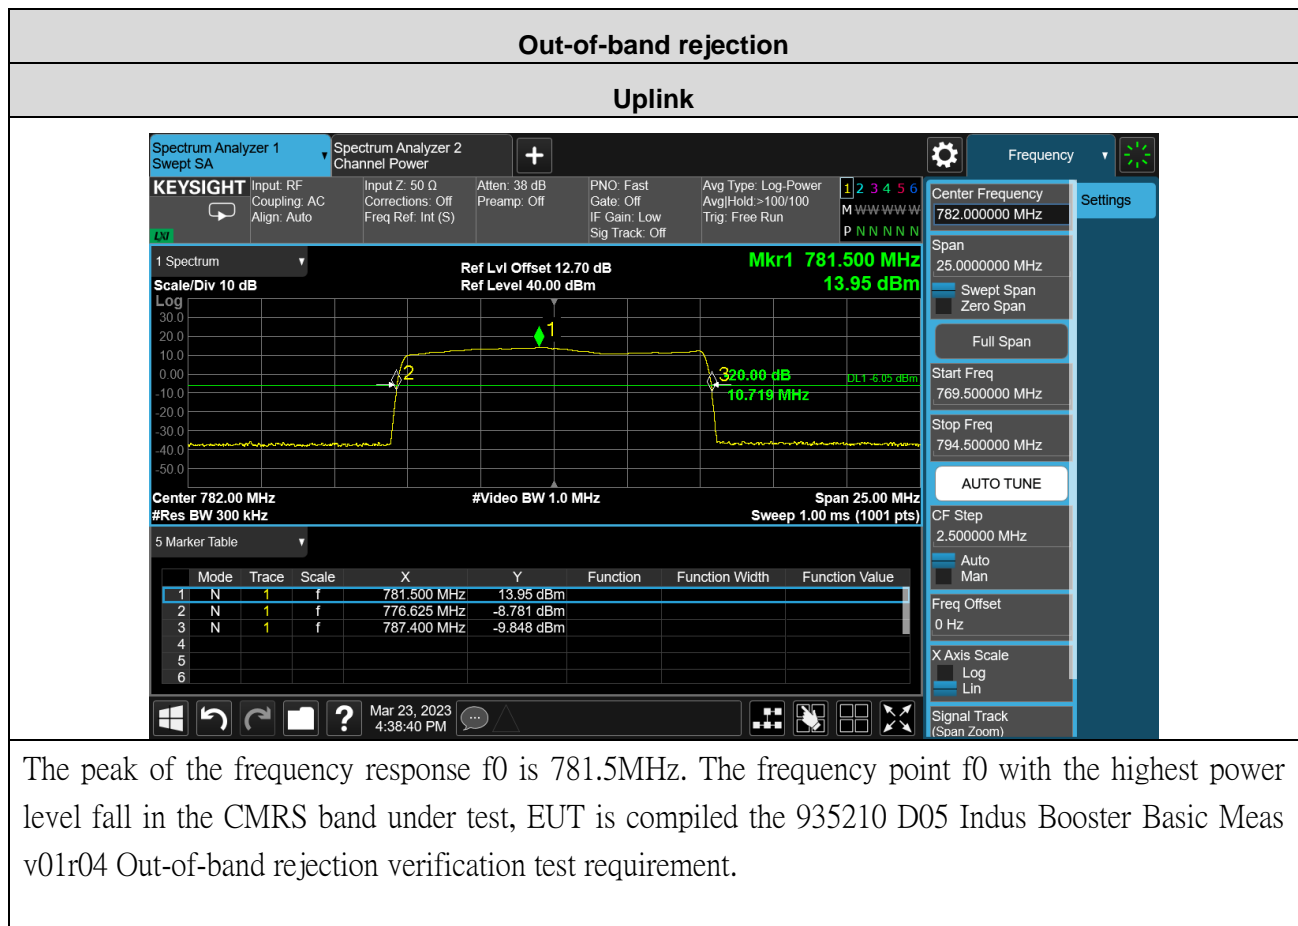 Out-of-band rejection
Uplink
Spectrum Analyzer 1
Swept SA
Spectrum Analyzer 2
Channel Power
+
Frequency
KEYSIGHT
LXI
Input: RF
Coupling: AC
Align: Auto
Input Z: 50 Ω
Corrections: Off
Freq Ref: Int (S)
Atten: 38 dB
Preamp: Off
PNO: Fast
Gate: Off
IF Gain: Low
Sig Track: Off
Avg Type: Log-Power
Avg|Hold:>100/100
Trig: Free Run
1 2 3 4 5 6
M W W W W W
P N N N N N
Center Frequency
782.000000 MHz
Settings
Span
25.0000000 MHz
Swept Span
Zero Span
Full Span
Start Freq
769.500000 MHz
Stop Freq
794.500000 MHz
AUTO TUNE
CF Step
2.500000 MHz
Auto
Man
Freq Offset
0 Hz
X Axis Scale
Log
Lin
Signal Track
(Span Zoom)
1 Spectrum
Scale/Div 10 dB
Ref Lvl Offset 12.70 dB
Ref Level 40.00 dBm
Mkr1 781.500 MHz
13.95 dBm
Log
30.0
20.0
10.0
0.00
-10.0
-20.0
-30.0
-40.0
-50.0
1
2
3
20.00 dB
10.719 MHz
DL1 -6.05 dBm
Center 782.00 MHz
#Video BW 1.0 MHz
Span 25.00 MHz
#Res BW 300 kHz
Sweep 1.00 ms (1001 pts)
5 Marker Table
Mode Trace Scale X Y Function Function Width Function Value
1 N 1 f 781.500 MHz 13.95 dBm
2 N 1 f 776.625 MHz -8.781 dBm
3 N 1 f 787.400 MHz -9.848 dBm
4
5
6
?
Mar 23, 2023
4:38:40 PM
The peak of the frequency response f0 is 781.5MHz. The frequency point f0 with the highest power
level fall in the CMRS band under test, EUT is compiled the 935210 D05 Indus Booster Basic Meas
v01r04 Out-of-band rejection verification test requirement.